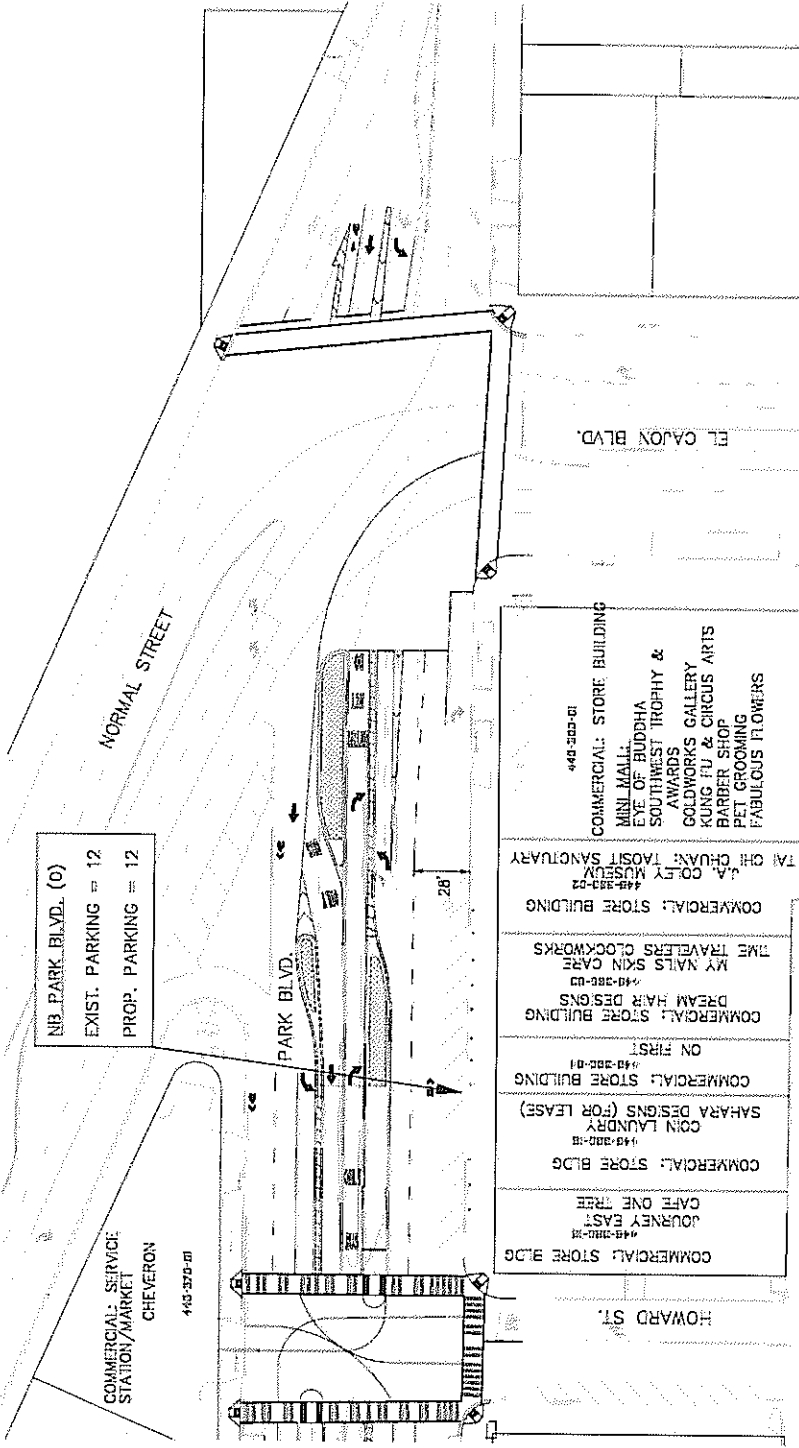 NORMAL STREET
NB PARK BLVD. (0)
EXIST. PARKING = 12
PROP. PARKING = 12
PARK BLVD.
COMMERCIAL: SERVICE
STATION/MARKET
CHEVERON
28'
EL CAJON BLVD.
COMMERCIAL: STORE BUILDING
MINI MALL:
EYE OF BUDDHA
SOUTHWEST TROPHY &
AWARDS
GOLDWORKS GALLERY
KUNG FU & CIRCUS ARTS
BARBER SHOP
PET GROOMING
FABULOUS FLOWERS
COMMERCIAL: STORE BUILDING
J.A. COLEY MUSEUM
TAI CHI CHUAN: TAOSIT SANCTUARY
COMMERCIAL: STORE BUILDING
DREAM HAIR DESIGNS
MY NAILS SKIN CARE
TIME TRAVELERS CLOCKWORKS
COMMERCIAL: STORE BUILDING
ON FIRST
COMMERCIAL: STORE BLDG
COIN LAUNDRY
SAHARA DESIGNS (FOR LEASE)
COMMERCIAL: STORE BLDG
JOURNEY EAST
CAFE ONE TREE
HOWARD ST.